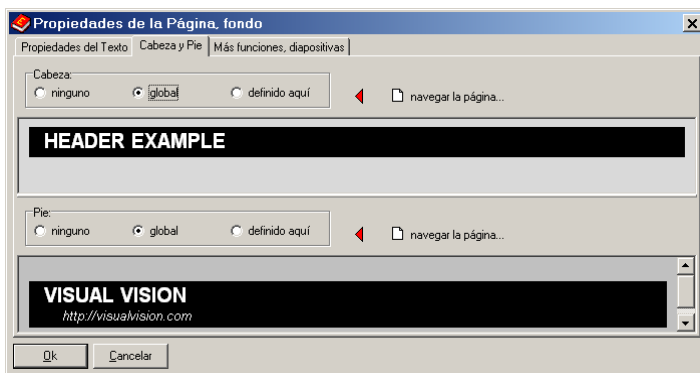 Propiedades de la Página, fondo
Propiedades del Texto Cabeza y Pie Más funciones, diapositivas
Cabeza:
ninguno global definido aquí navegar la página...
HEADER EXAMPLE
Pie:
ninguno global definido aquí navegar la página...
VISUAL VISION
http://visualvision.com
Ok Cancelar